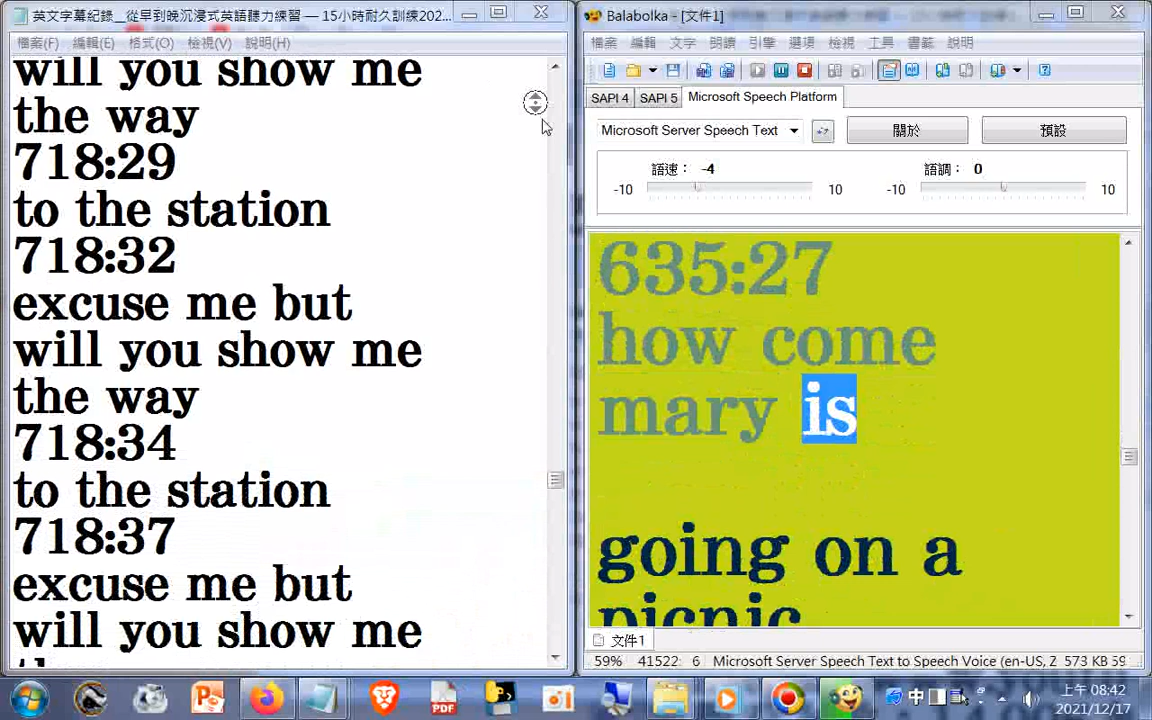 英文字幕紀錄__從早到晚沉浸式英語聽力練習 — 15小時耐久訓練202...
檔案(F) 編輯(E) 格式(O) 檢視(V) 說明(H)
will you show me
the way
718:29
to the station
718:32
excuse me but
will you show me
the way
718:34
to the station
718:37
excuse me but
will you show me
Balabolka - [文件1]
檔案 編輯 文字 朗讀 引擎 選項 檢視 工具 書籤 說明
SAPI 4 SAPI 5 Microsoft Speech Platform
Microsoft Server Speech Text 關於 預設
語速： -4 語調： 0
-10 10 -10 10
635:27
how come
mary is
going on a
picnic
文件1
59% 41522: 6 Microsoft Server Speech Text to Speech Voice (en-US, Z 573 KB 59
中 上午 08:42
2021/12/17